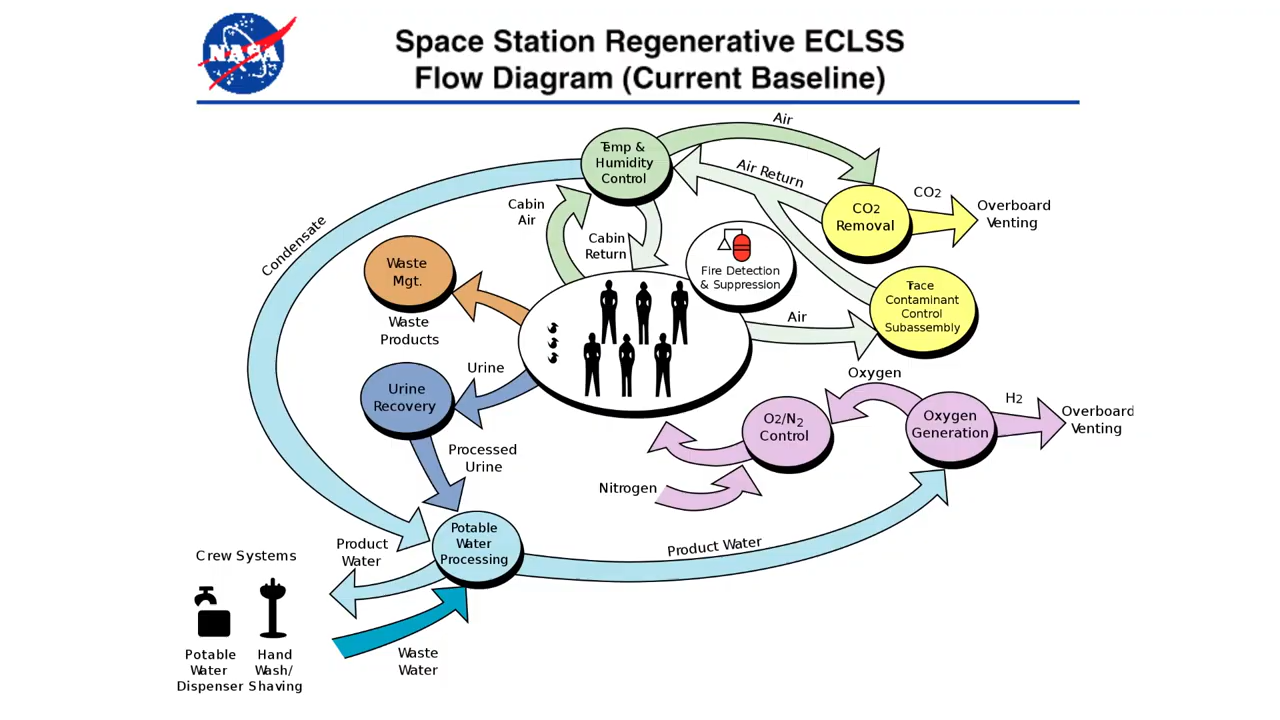 NASA
Space Station Regenerative ECLSS
Flow Diagram (Current Baseline)
Air
Temp &
Humidity
Control
Air Return
CO2
Removal
CO2
Overboard
Venting
Cabin
Air
Cabin
Return
Condensate
Waste
Mgt.
Waste
Products
Fire Detection
& Suppression
Trace
Contaminant
Control
Subassembly
Air
Urine
Urine
Recovery
Oxygen
O2/N2
Control
Oxygen
Generation
H2
Overboard
Venting
Processed
Urine
Nitrogen
Potable
Water
Processing
Product Water
Product
Water
Crew Systems
Potable
Water
Dispenser
Hand
Wash/
Shaving
Waste
Water